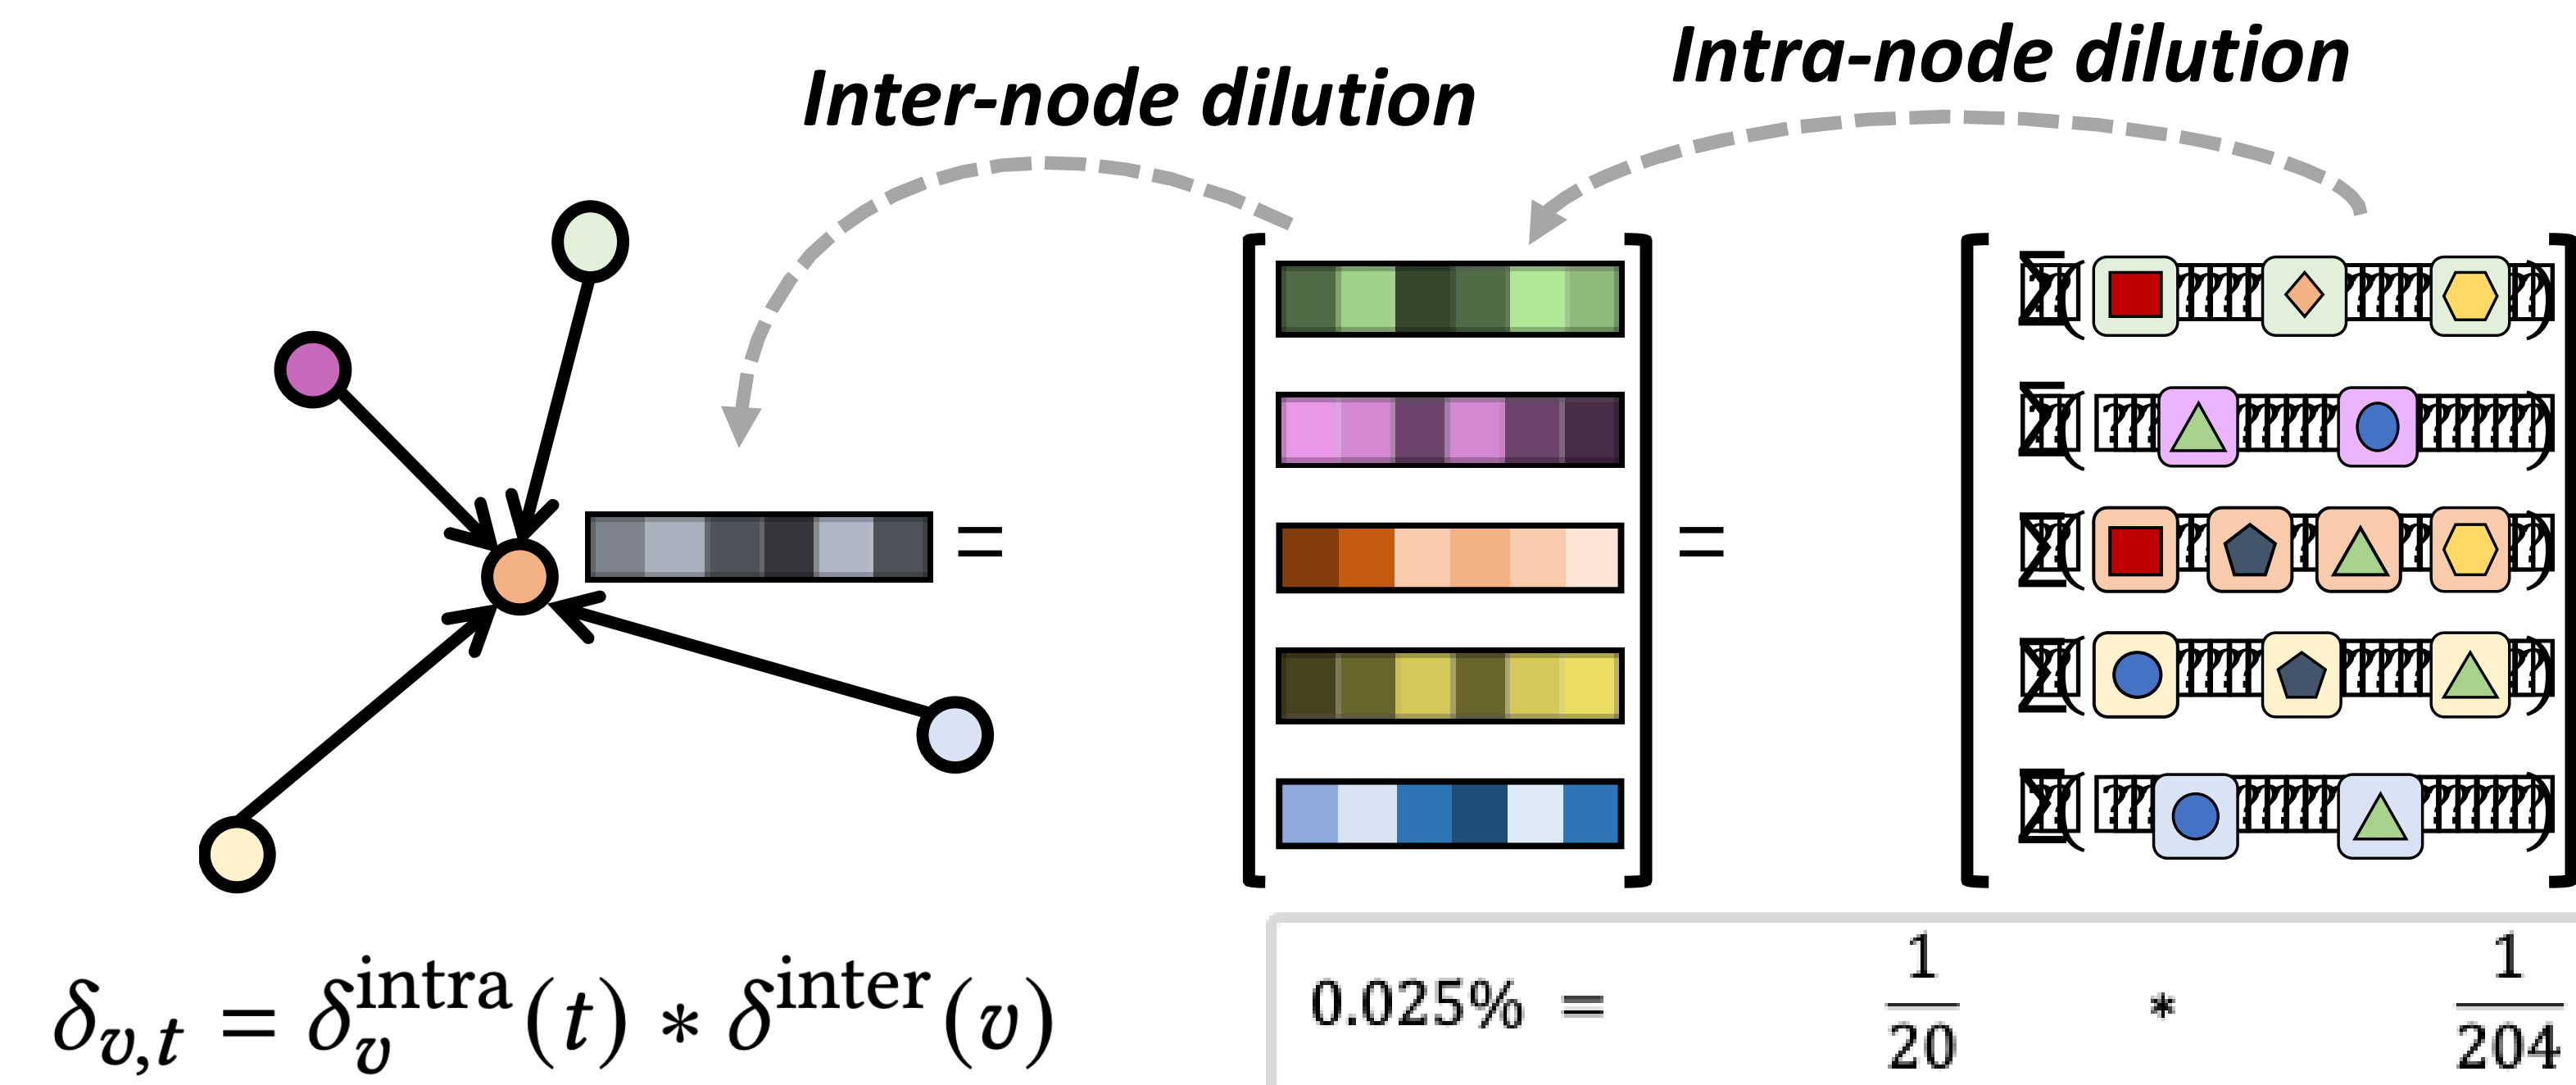 Intra-node dilution
Inter-node dilution
=
=
∑( )
∑( )
∑( )
∑( )
∑( )
δ_{v,t} = δ_v^{intra}(t) * δ^{inter}(v)
0.025% = 1/20 * 1/204